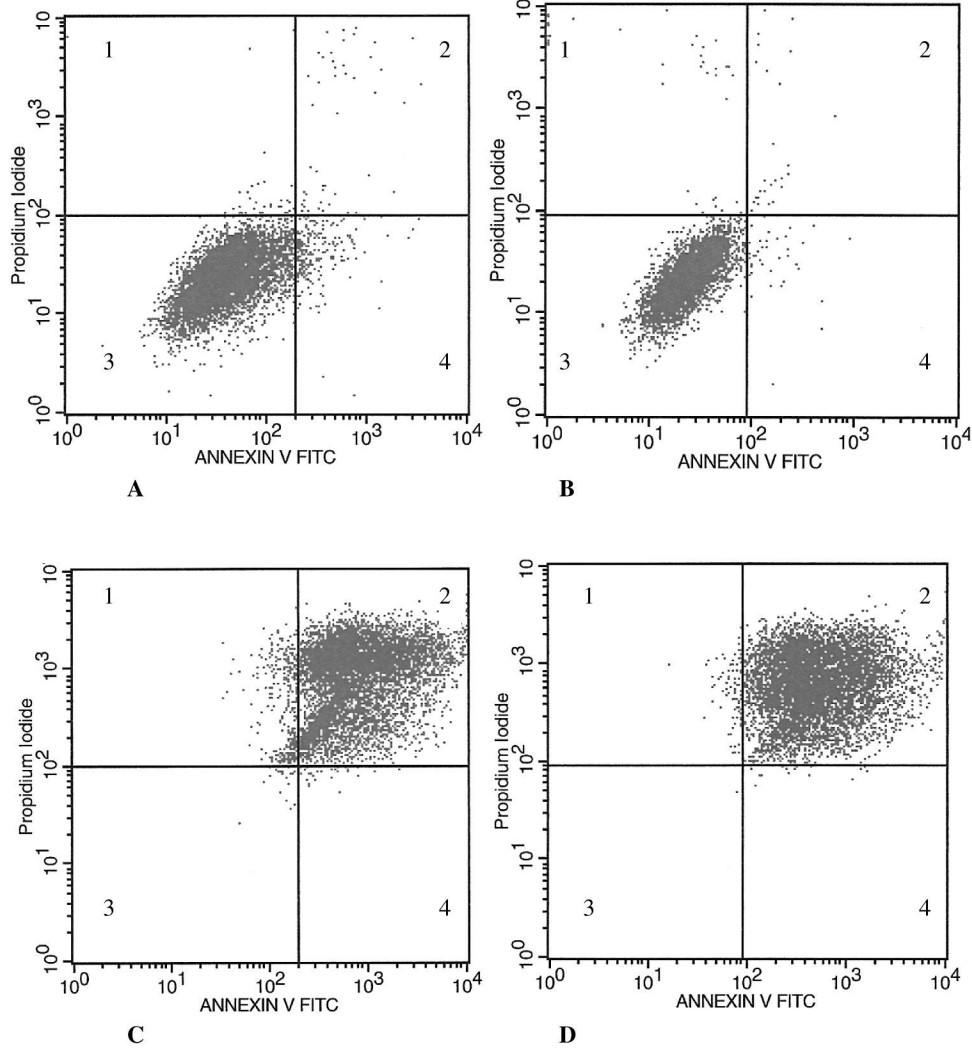 10 10³ 10² 10¹ 10⁰
Propidium Iodide
1 2
3 4
10⁰ 10¹ 10² 10³ 10⁴
ANNEXIN V FITC
A
10 10³ 10² 10¹ 10⁰
Propidium Iodide
1 2
3 4
10⁰ 10¹ 10² 10³ 10⁴
ANNEXIN V FITC
B
10 10³ 10² 10¹ 10⁰
Propidium Iodide
1 2
3 4
10⁰ 10¹ 10² 10³ 10⁴
ANNEXIN V FITC
C
10 10³ 10² 10¹ 10⁰
Propidium Iodide
1 2
3 4
10⁰ 10¹ 10² 10³ 10⁴
ANNEXIN V FITC
D